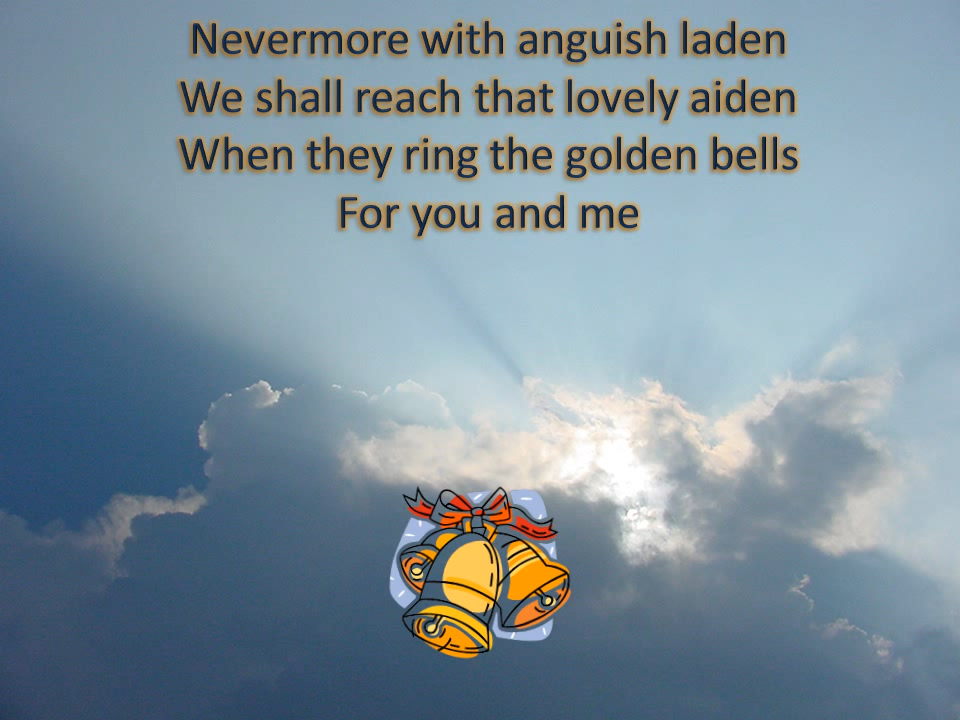 Nevermore with anguish laden
We shall reach that lovely aiden
When they ring the golden bells
For you and me